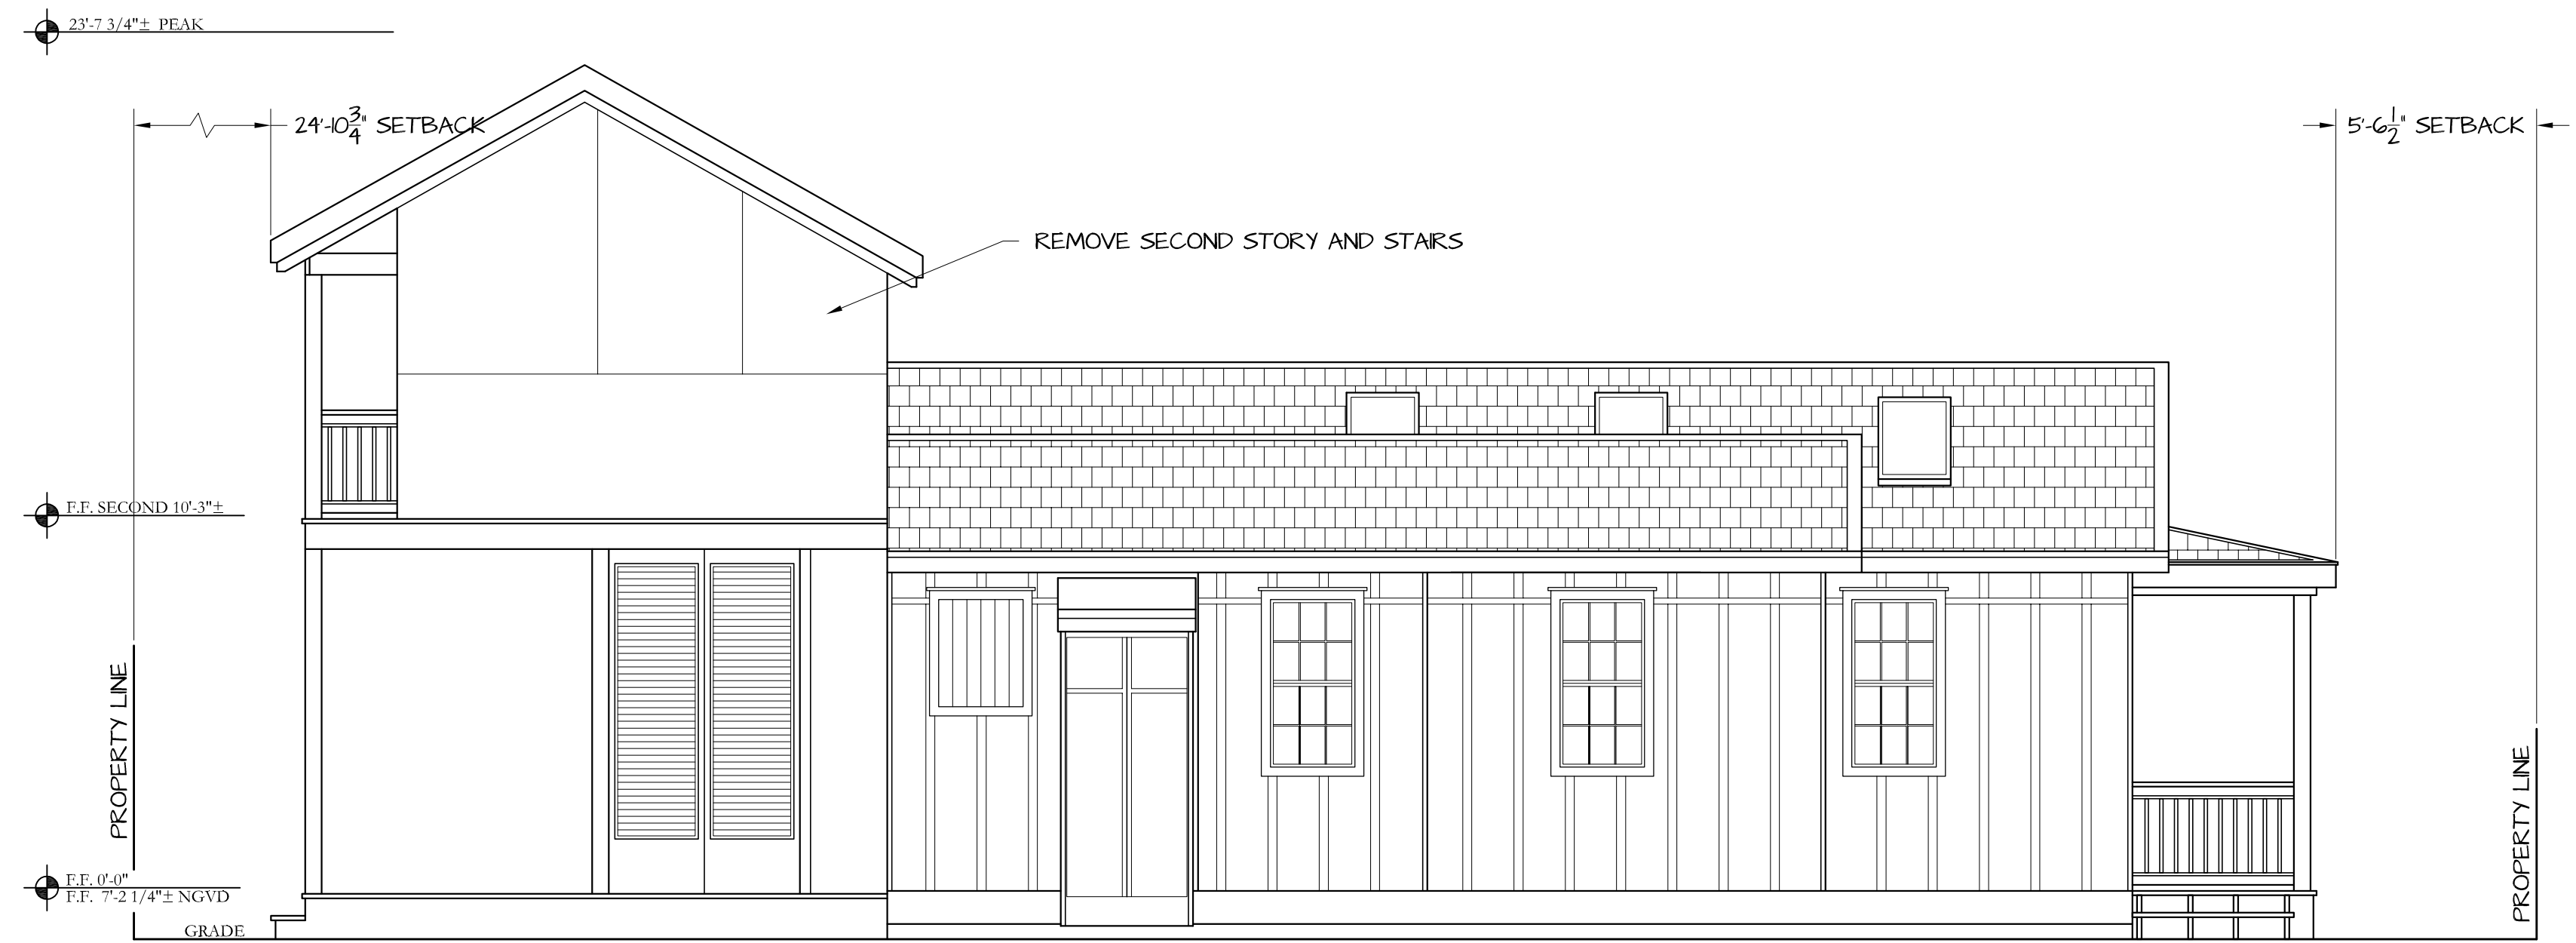 23'-7 3/4"± PEAK
24'-10 3/4" SETBACK
5'-6 1/2" SETBACK
REMOVE SECOND STORY AND STAIRS
F.F. SECOND 10'-3"±
PROPERTY LINE
PROPERTY LINE
F.F. 0'-0"
F.F. 7'-2 1/4"± NGVD
GRADE